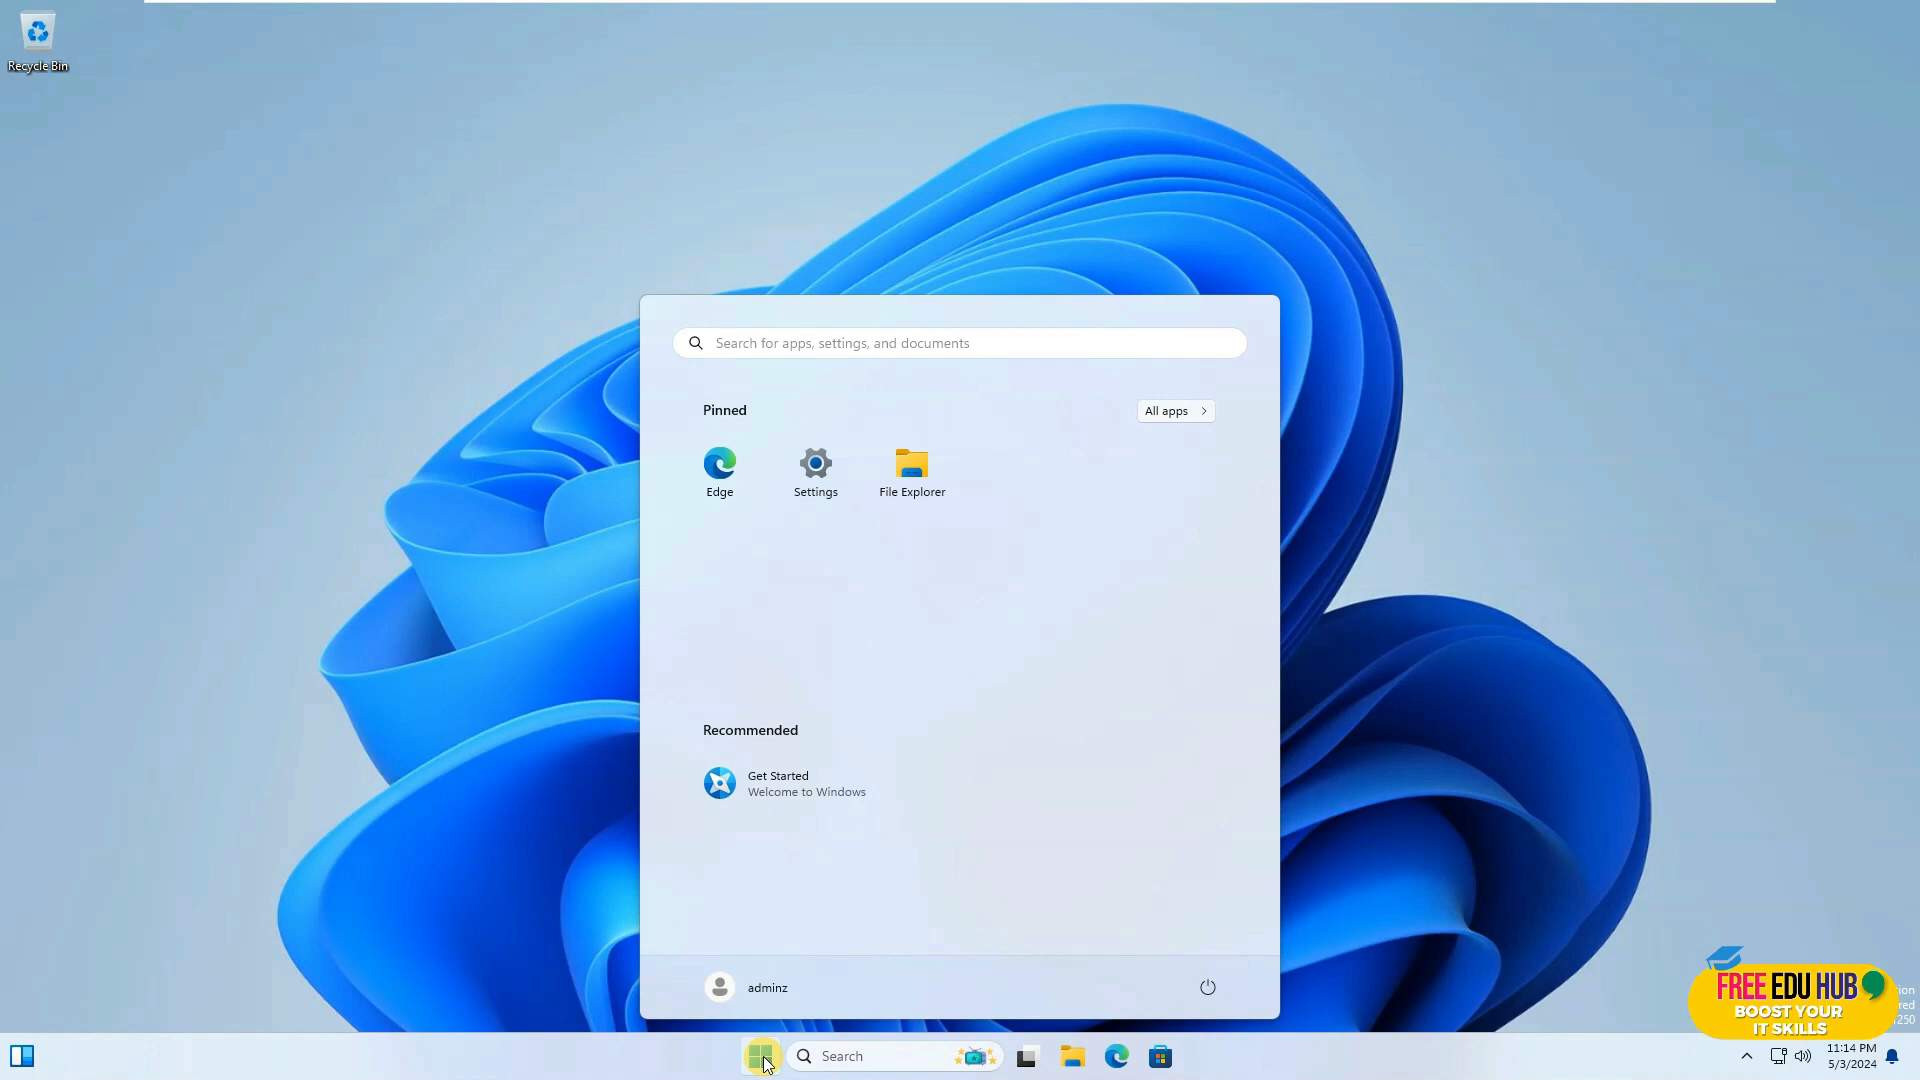 Recycle Bin
Search for apps, settings, and documents
Pinned
All apps
Edge
Settings
File Explorer
Recommended
Get Started
Welcome to Windows
adminz
FREE EDU HUB
BOOST YOUR
IT SKILLS
Search
11:14 PM
5/3/2024